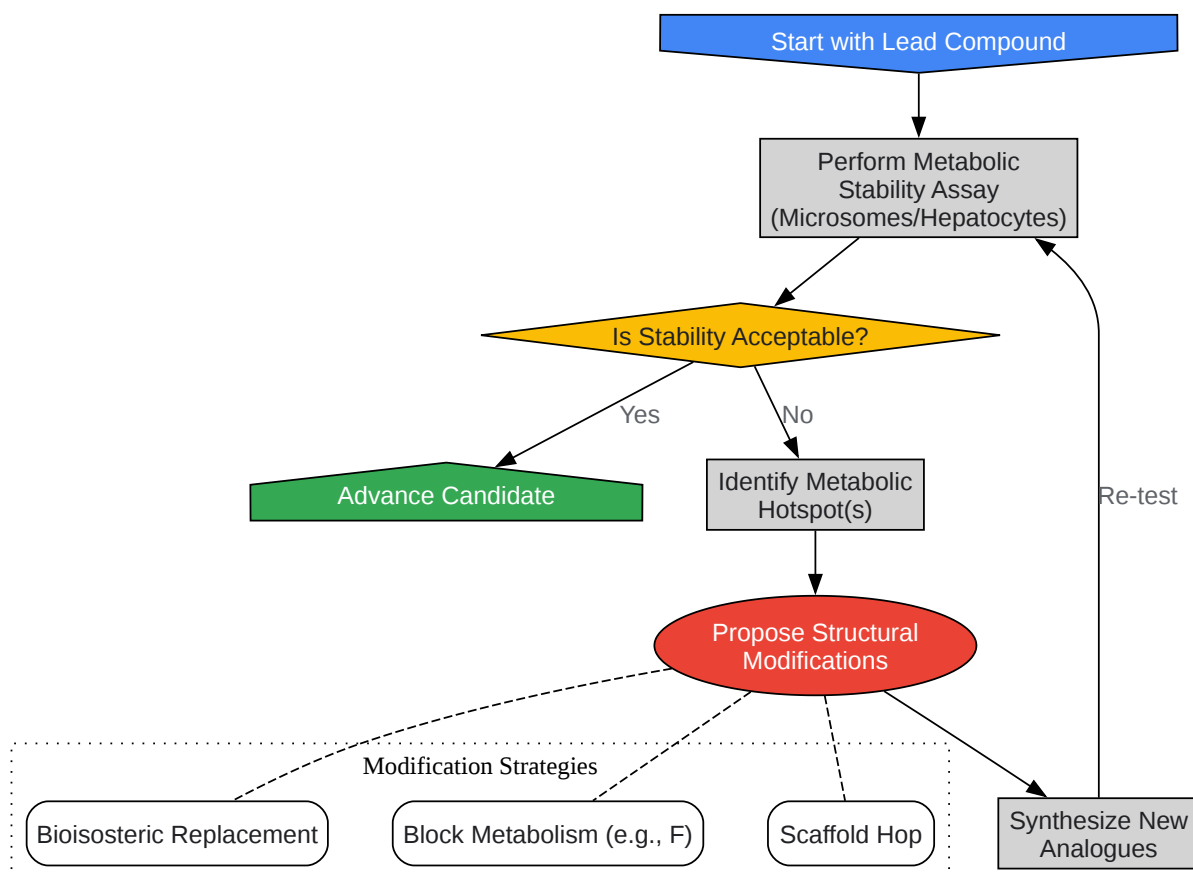 Start with Lead Compound
Perform Metabolic
Stability Assay
(Microsomes/Hepatocytes)
Is Stability Acceptable?
Yes
No
Advance Candidate
Identify Metabolic
Hotspot(s)
Re-test
Propose Structural
Modifications
Modification Strategies
Bioisosteric Replacement
Block Metabolism (e.g., F)
Scaffold Hop
Synthesize New
Analogues